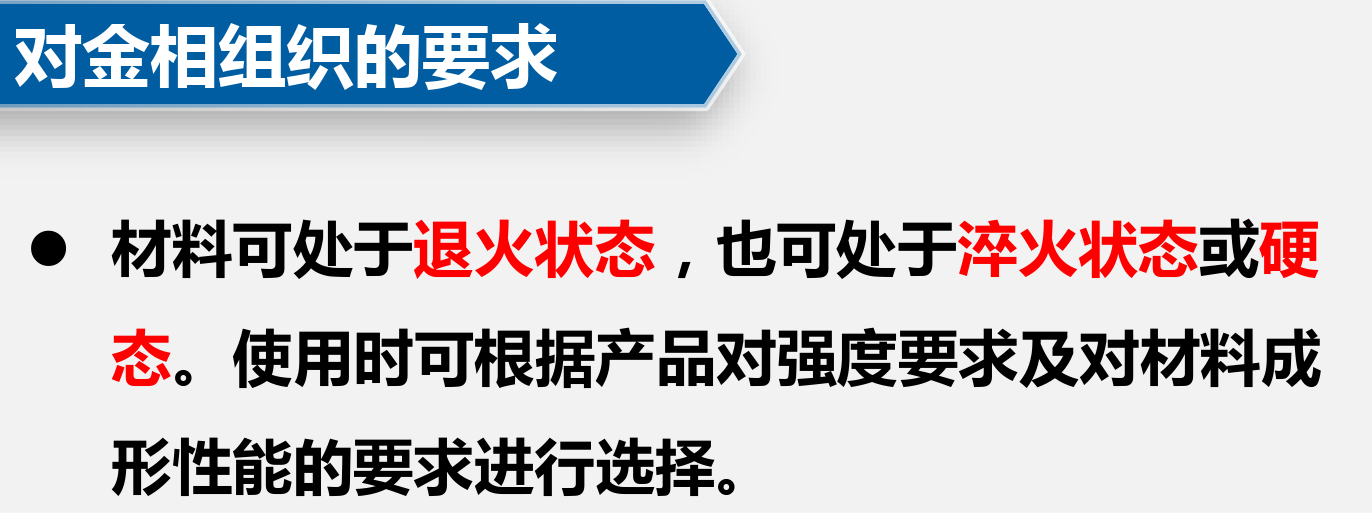 对金相组织的要求
● 材料可处于退火状态，也可处于淬火状态或硬
态。使用时可根据产品对强度要求及对材料成
形性能的要求进行选择。